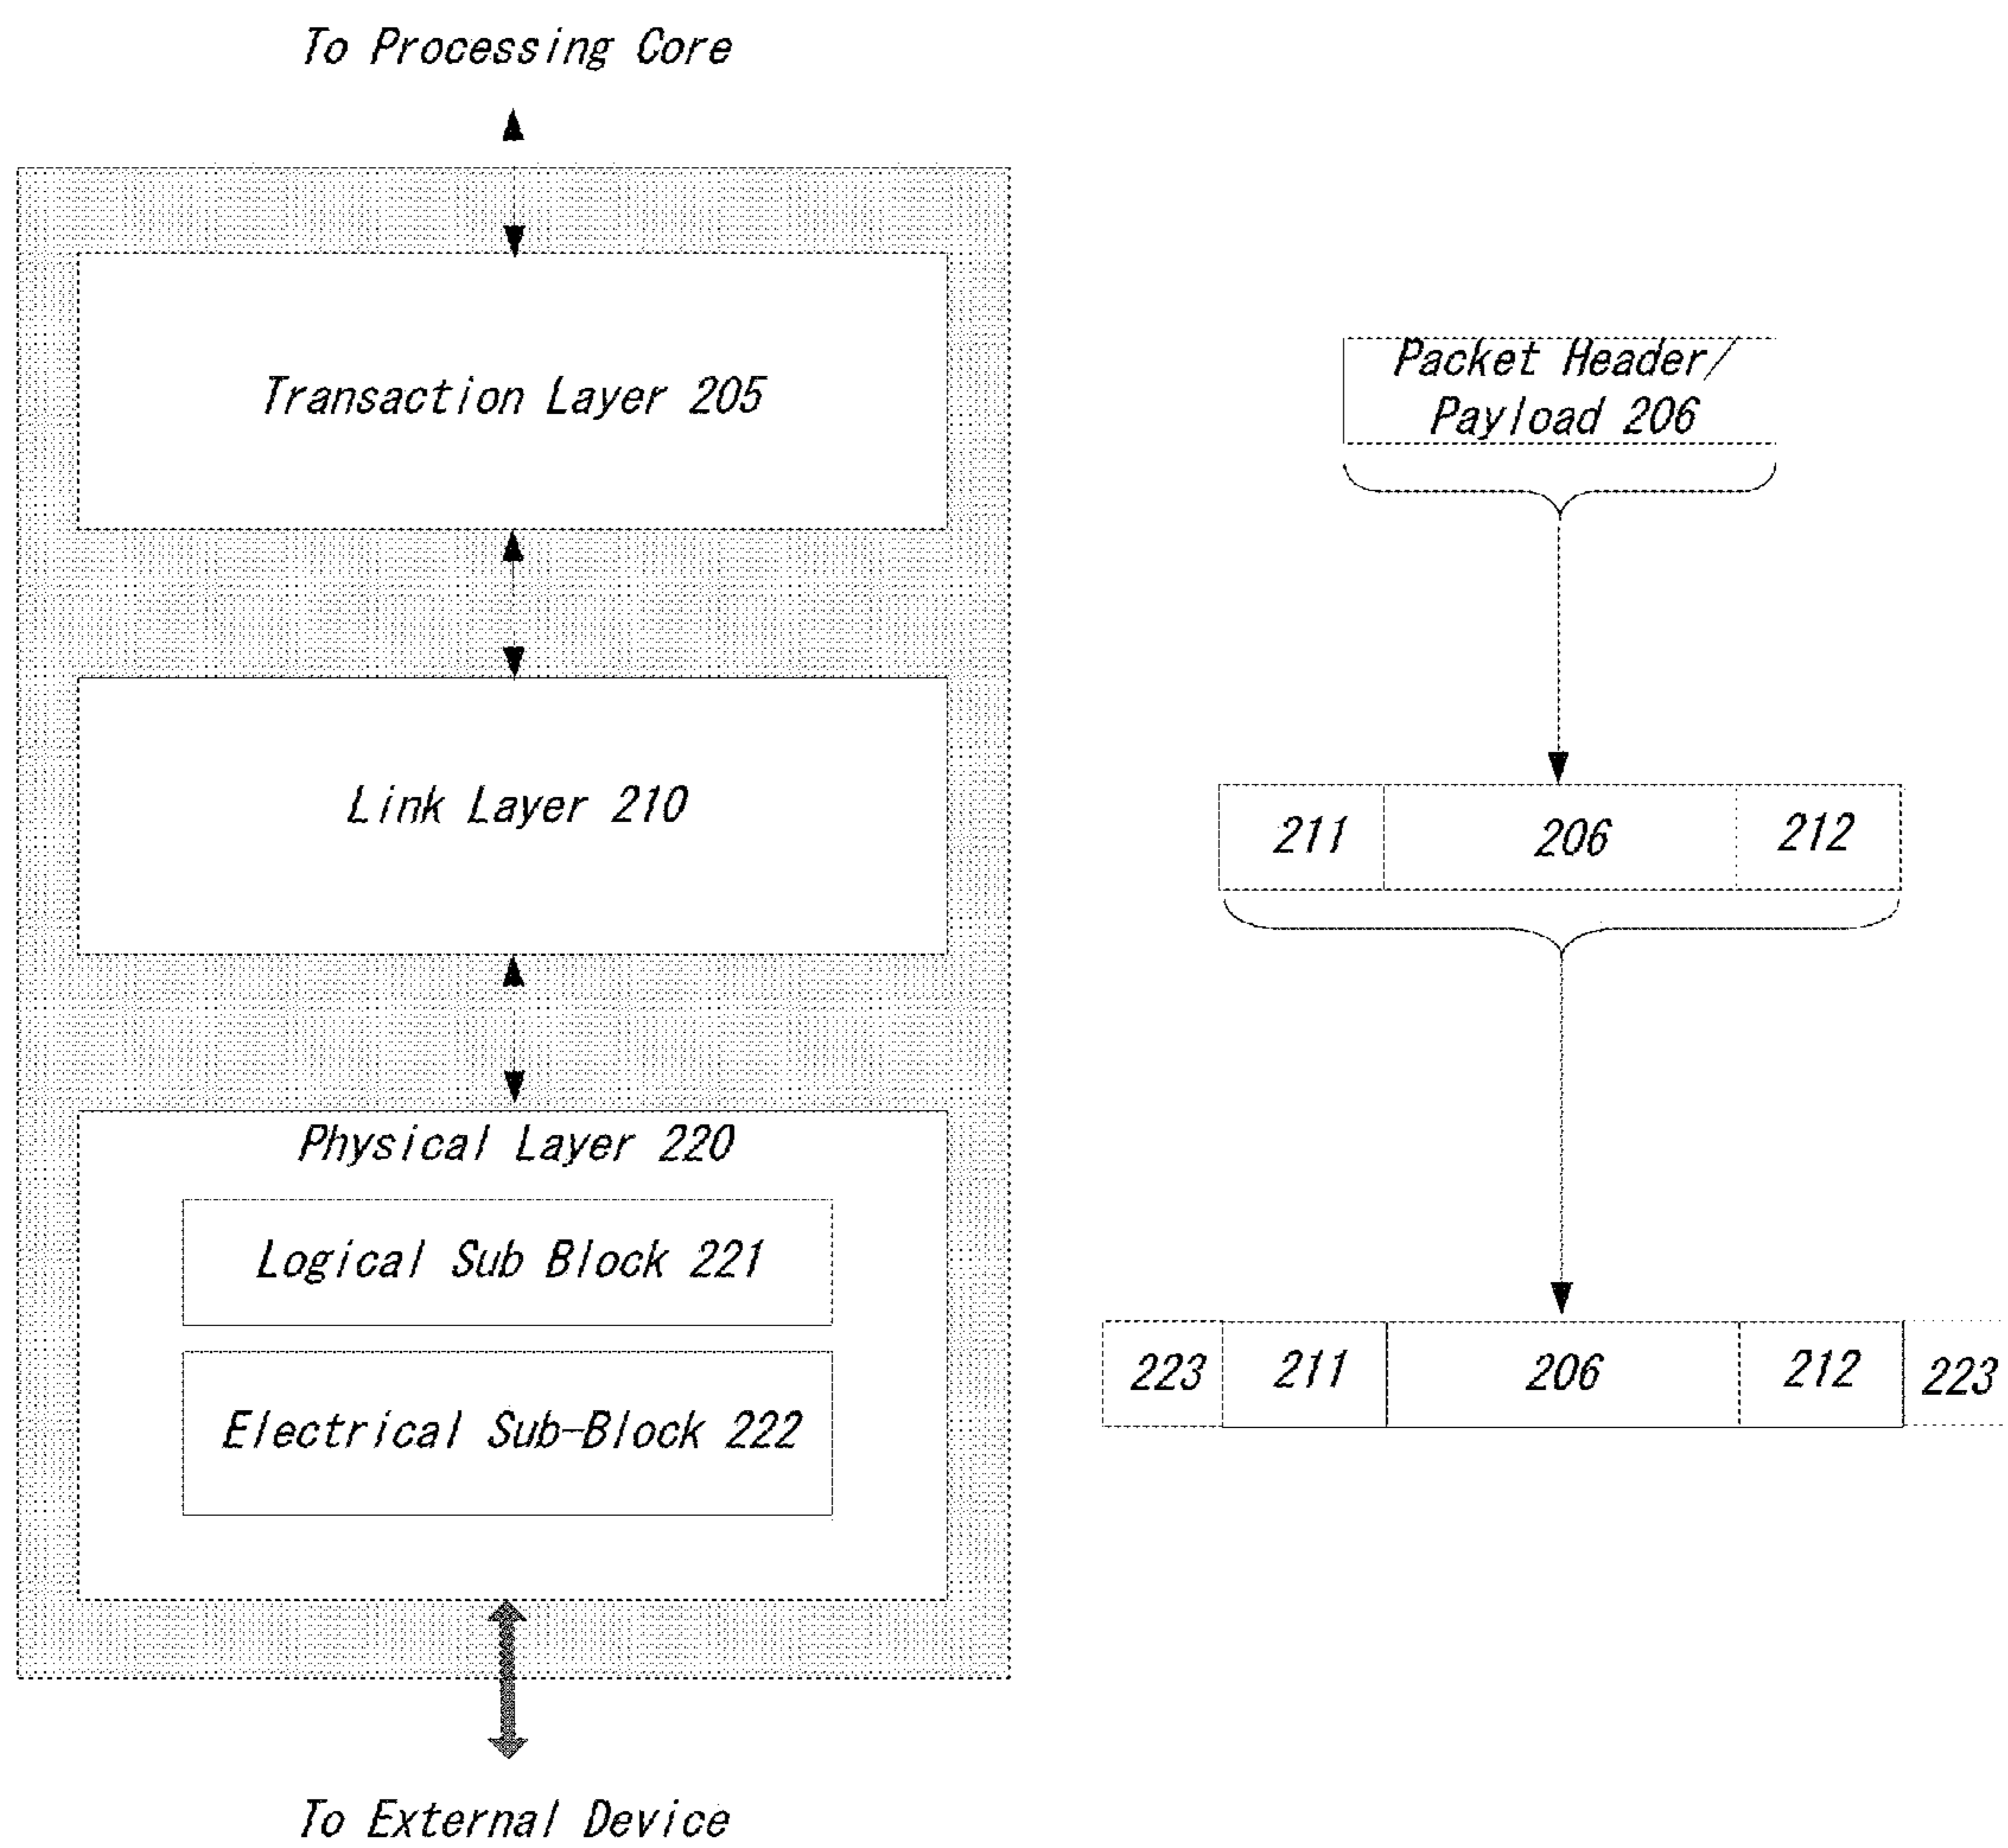 To Processing Core
Transaction Layer 205
Packet Header/
Payload 206
Link Layer 210
211 206 212
Physical Layer 220
Logical Sub Block 221
Electrical Sub-Block 222
223 211 206 212 223
To External Device